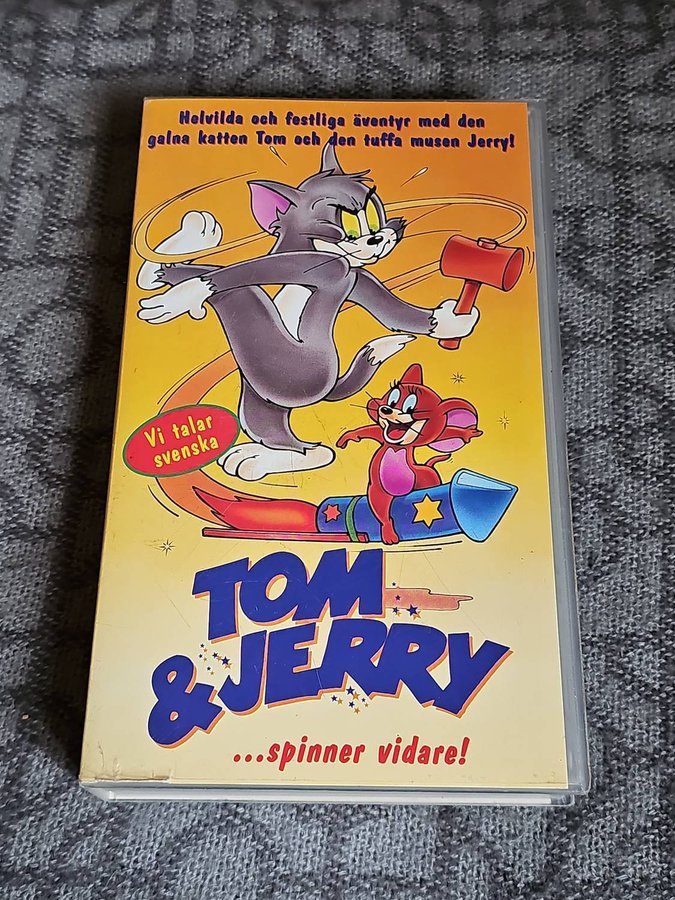 Helvilda och festliga äventyr med den
galna katten Tom och den tuffa musen Jerry!
Vi talar
svenska
TOM
& JERRY
...spinner vidare!